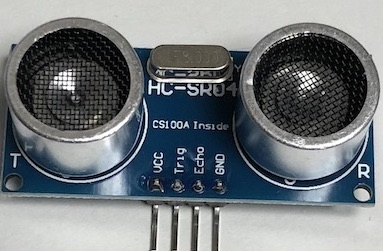 HC-SR04
CS100A Inside
T
VCC
Trig
Echo
GND
R